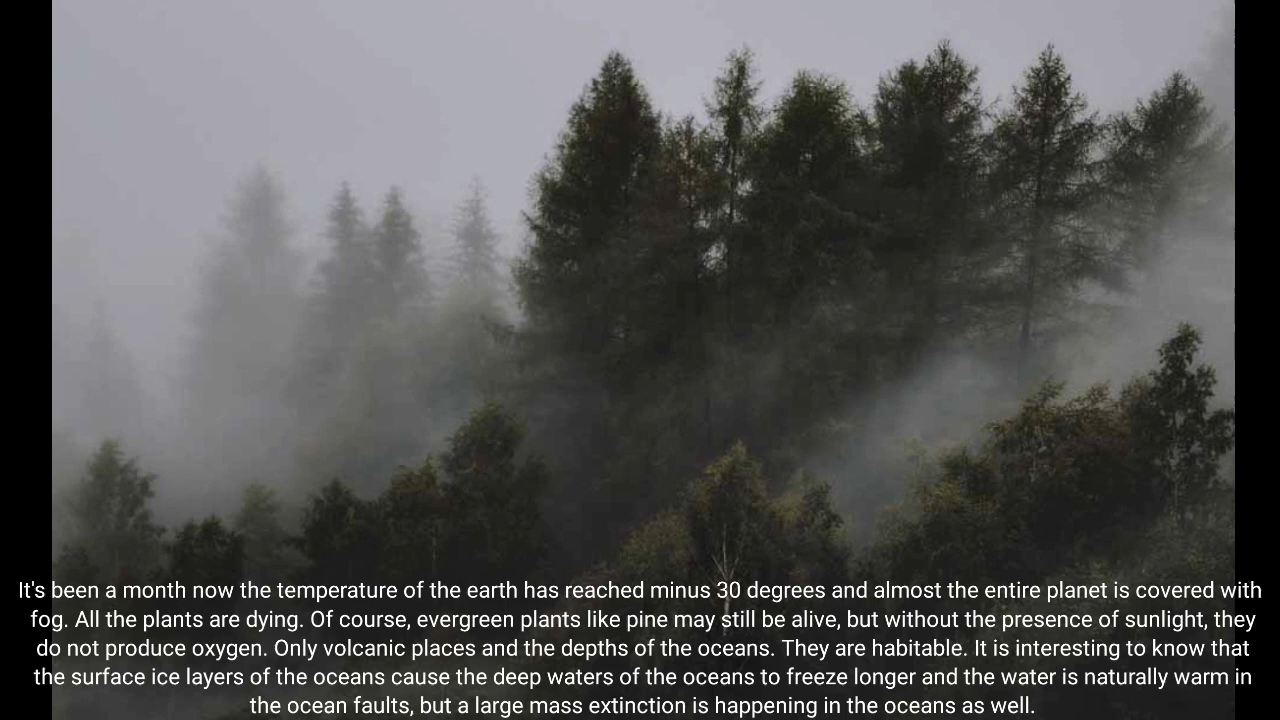 It's been a month now the temperature of the earth has reached minus 30 degrees and almost the entire planet is covered with
fog. All the plants are dying. Of course, evergreen plants like pine may still be alive, but without the presence of sunlight, they
do not produce oxygen. Only volcanic places and the depths of the oceans. They are habitable. It is interesting to know that
the surface ice layers of the oceans cause the deep waters of the oceans to freeze longer and the water is naturally warm in
the ocean faults, but a large mass extinction is happening in the oceans as well.